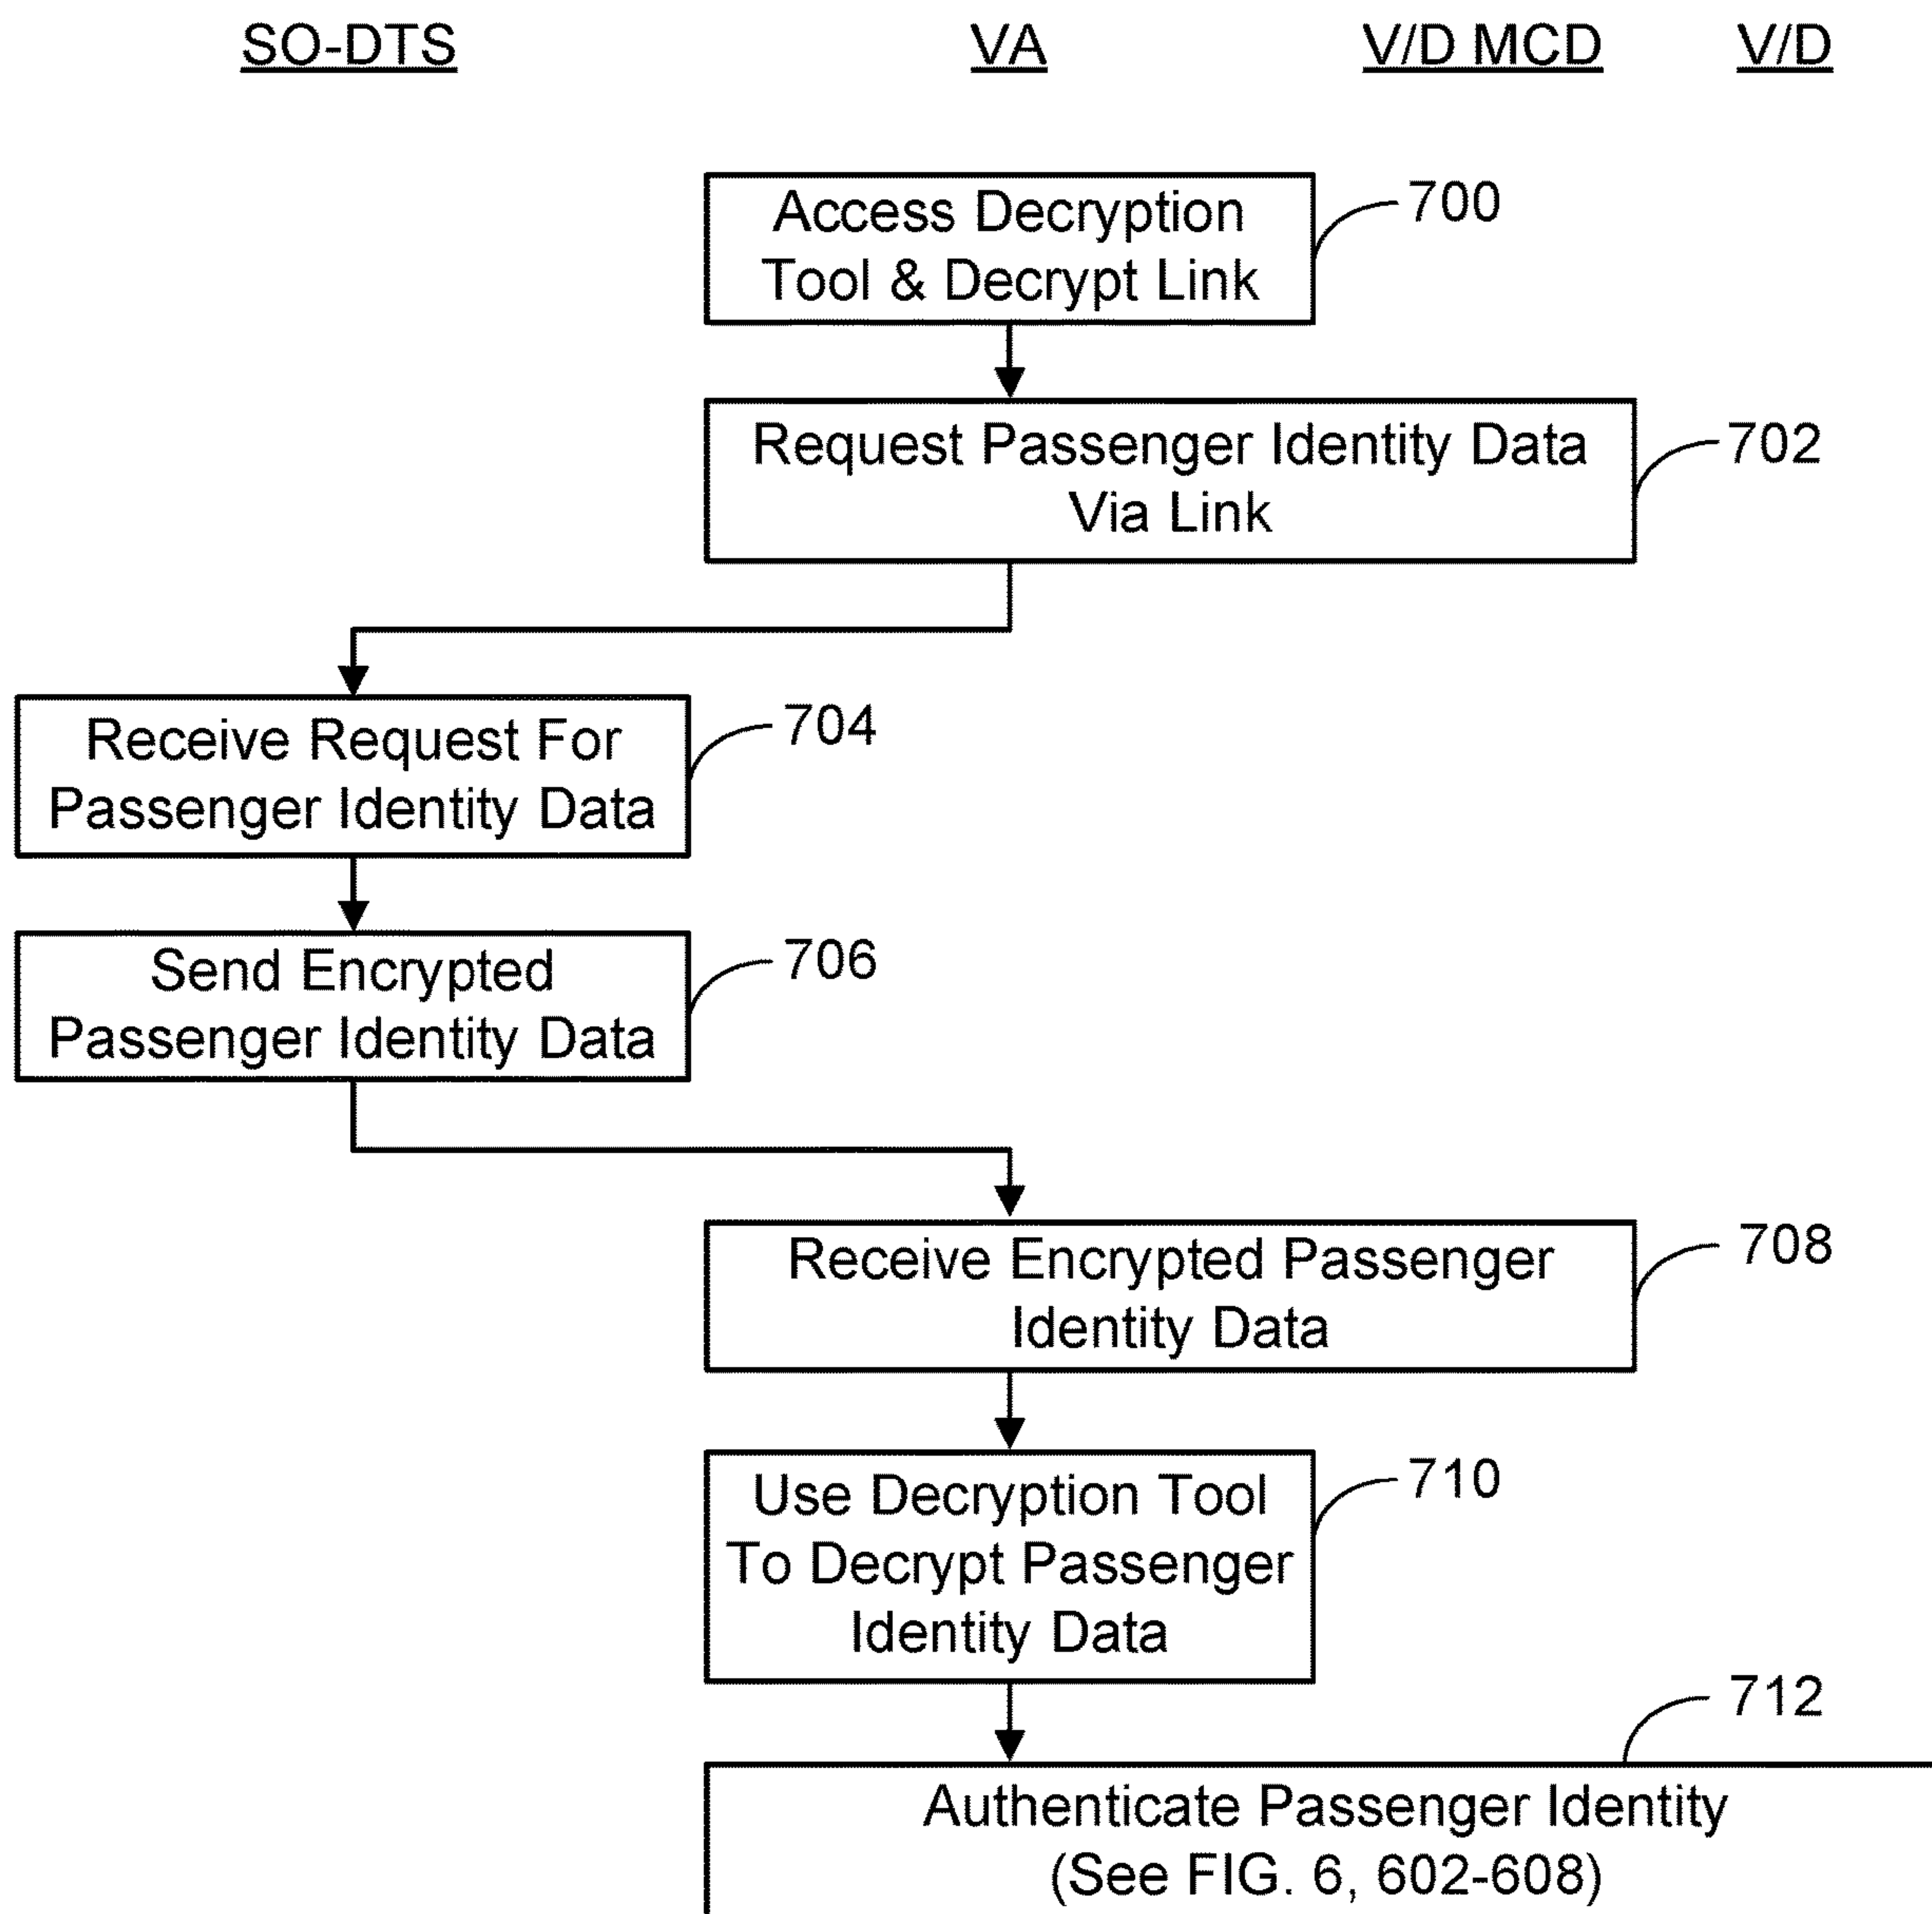 SO-DTS VA V/D MCD V/D
Access Decryption
Tool & Decrypt Link
700
Request Passenger Identity Data
Via Link
702
Receive Request For
Passenger Identity Data
704
Send Encrypted
Passenger Identity Data
706
Receive Encrypted Passenger
Identity Data
708
Use Decryption Tool
To Decrypt Passenger
Identity Data
710
712
Authenticate Passenger Identity
(See FIG. 6, 602-608)